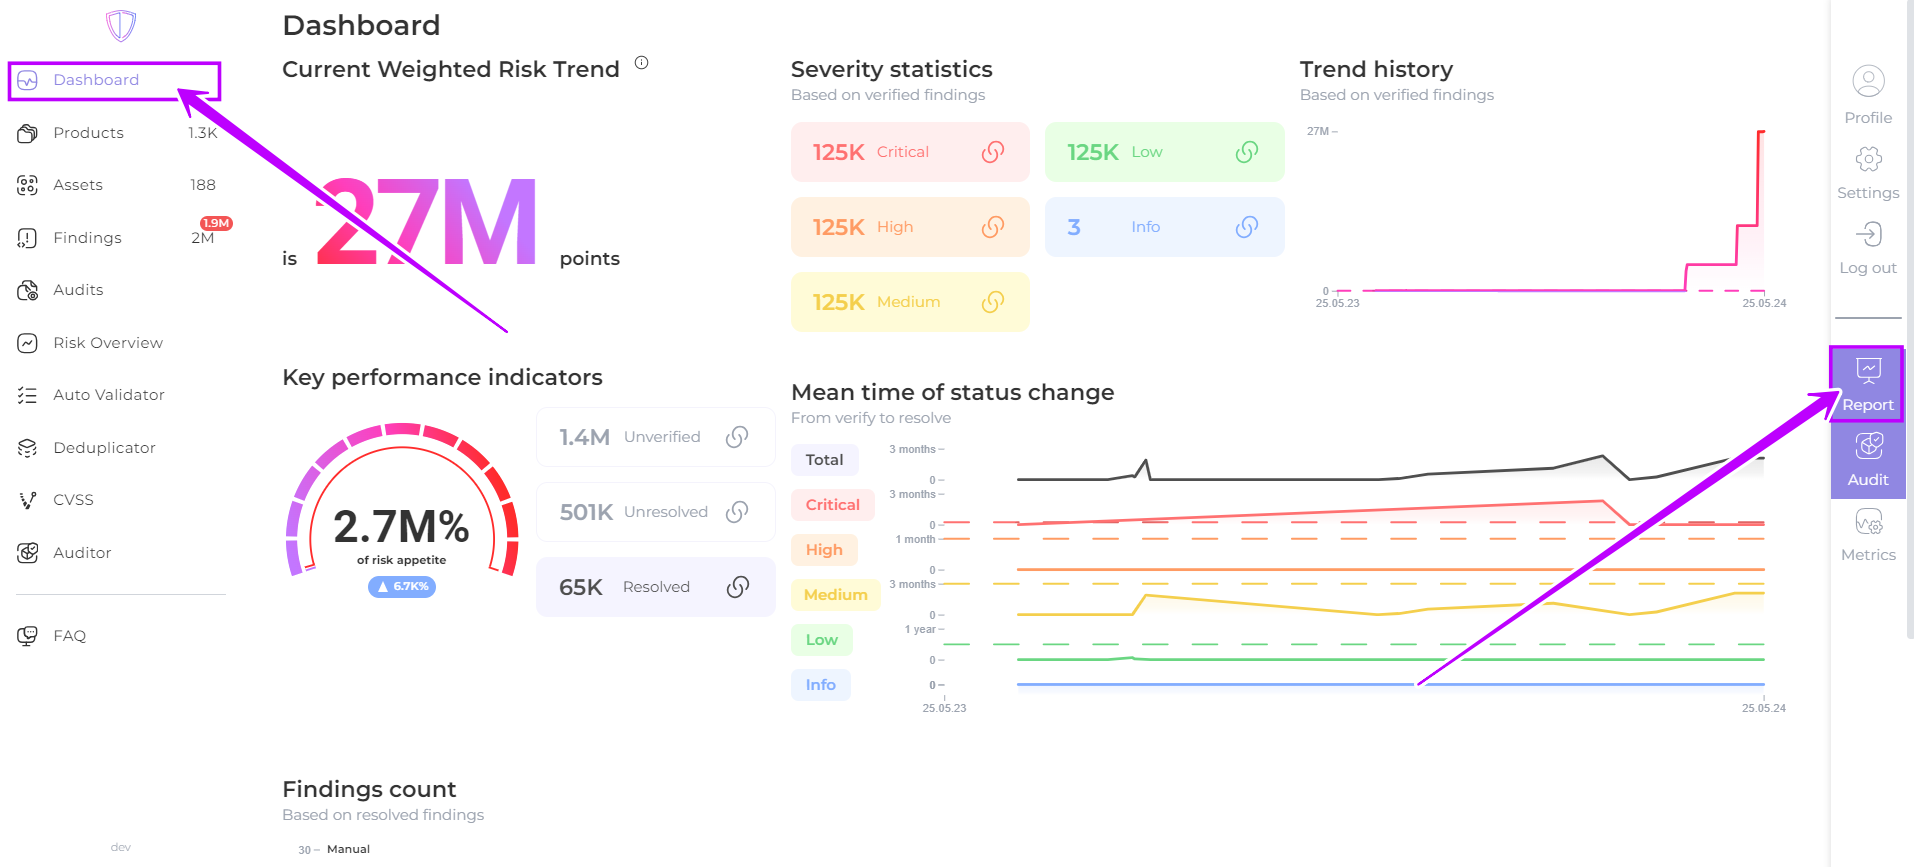 Dashboard
Products 1.3K
Assets 188
Findings 2M
1.9M
Audits
Risk Overview
Auto Validator
Deduplicator
CVSS
Auditor
FAQ
dev
Dashboard
Current Weighted Risk Trend
is 27M points
Severity statistics
Based on verified findings
125K Critical
125K Low
125K High
3 Info
125K Medium
Trend history
Based on verified findings
27M
0
25.05.23
25.05.24
Key performance indicators
2.7M%
of risk appetite
▲ 6.7K%
1.4M Unverified
501K Unresolved
65K Resolved
Mean time of status change
From verify to resolve
Total
3 months
0
Critical
3 months
0
High
1 month
0
Medium
3 months
0
Low
1 year
0
Info
0
25.05.23
25.05.24
Findings count
Based on resolved findings
30
Manual
Profile
Settings
Log out
Report
Audit
Metrics